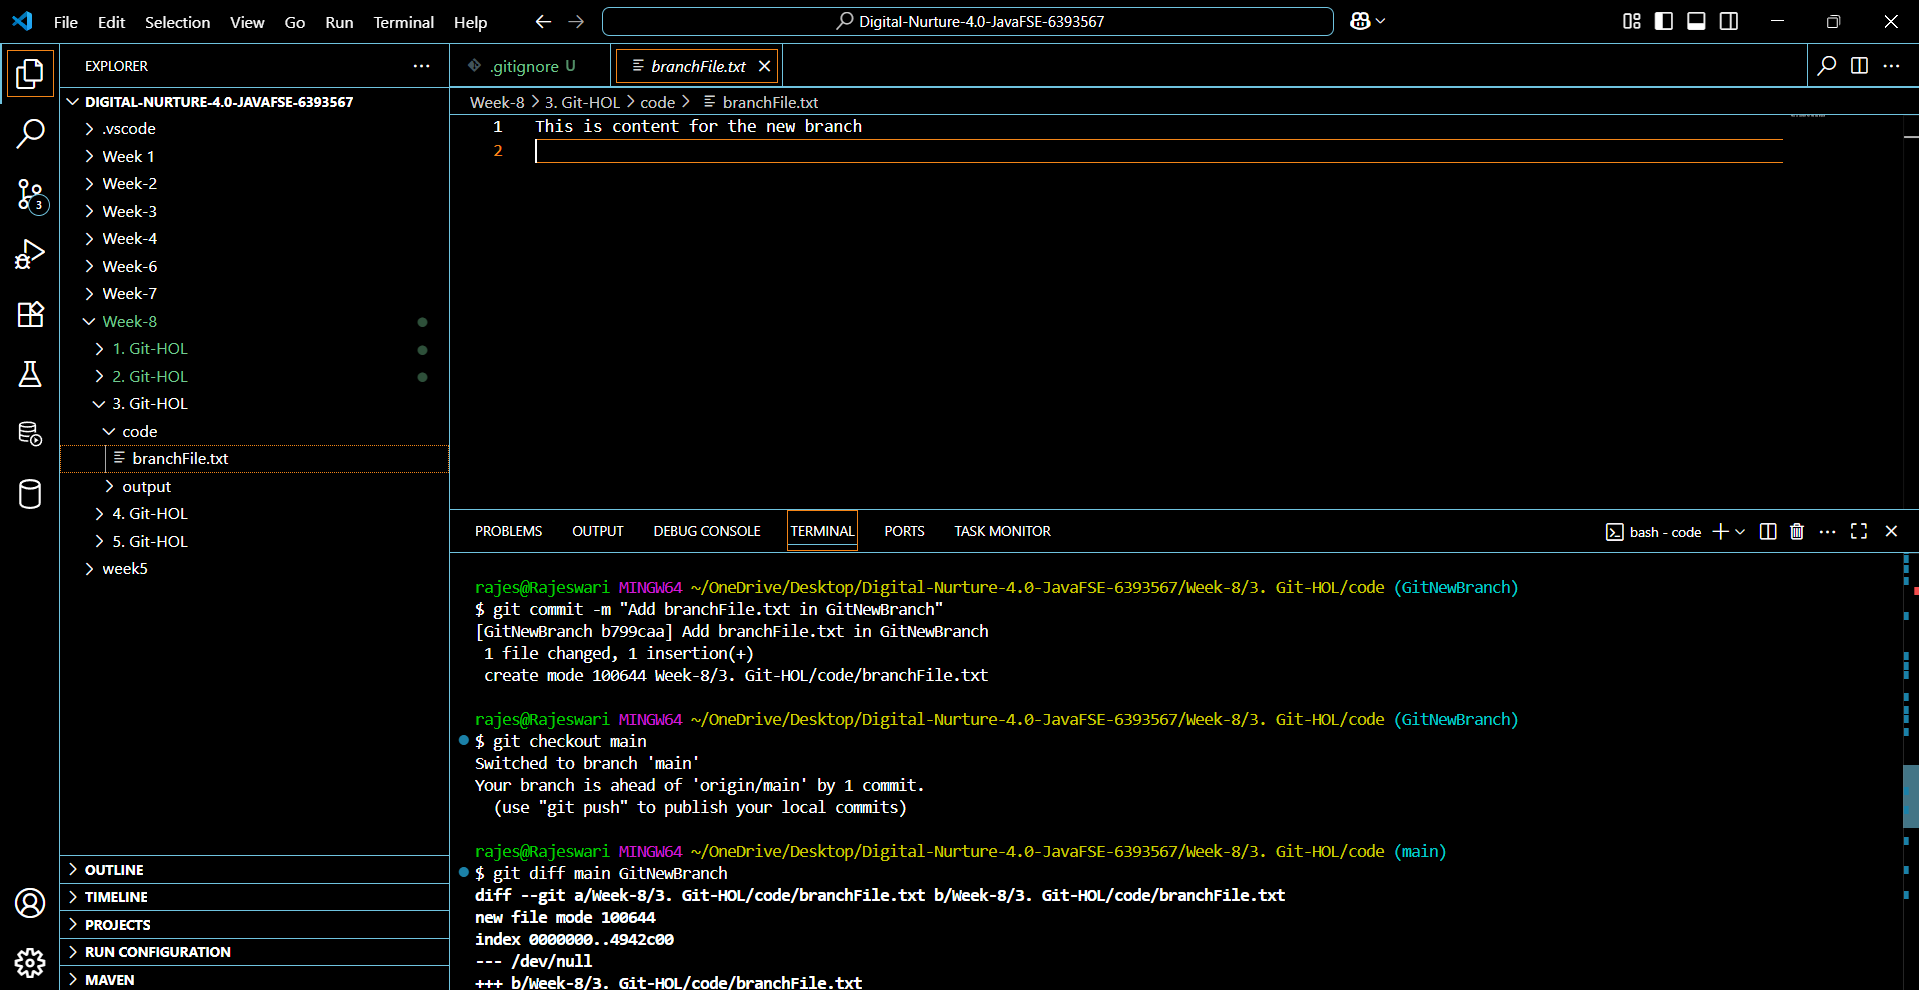 File Edit Selection View Go Run Terminal Help
Digital-Nurture-4.0-JavaFSE-6393567
EXPLORER
DIGITAL-NURTURE-4.0-JAVAFSE-6393567
.vscode
Week 1
Week-2
3
Week-3
Week-4
Week-6
Week-7
Week-8
1. Git-HOL
2. Git-HOL
3. Git-HOL
code
branchFile.txt
output
4. Git-HOL
5. Git-HOL
week5
OUTLINE
TIMELINE
PROJECTS
RUN CONFIGURATION
MAVEN
.gitignore U
branchFile.txt
Week-8 > 3. Git-HOL > code > branchFile.txt
1 This is content for the new branch
2
PROBLEMS OUTPUT DEBUG CONSOLE TERMINAL PORTS TASK MONITOR
bash - code
rajes@Rajeswari MINGW64 ~/OneDrive/Desktop/Digital-Nurture-4.0-JavaFSE-6393567/Week-8/3. Git-HOL/code (GitNewBranch)
$ git commit -m "Add branchFile.txt in GitNewBranch"
[GitNewBranch b799caa] Add branchFile.txt in GitNewBranch
1 file changed, 1 insertion(+)
create mode 100644 Week-8/3. Git-HOL/code/branchFile.txt
rajes@Rajeswari MINGW64 ~/OneDrive/Desktop/Digital-Nurture-4.0-JavaFSE-6393567/Week-8/3. Git-HOL/code (GitNewBranch)
$ git checkout main
Switched to branch 'main'
Your branch is ahead of 'origin/main' by 1 commit.
(use "git push" to publish your local commits)
rajes@Rajeswari MINGW64 ~/OneDrive/Desktop/Digital-Nurture-4.0-JavaFSE-6393567/Week-8/3. Git-HOL/code (main)
$ git diff main GitNewBranch
diff --git a/Week-8/3. Git-HOL/code/branchFile.txt b/Week-8/3. Git-HOL/code/branchFile.txt
new file mode 100644
index 0000000..4942c00
--- /dev/null
+++ b/Week-8/3. Git-HOL/code/branchFile.txt